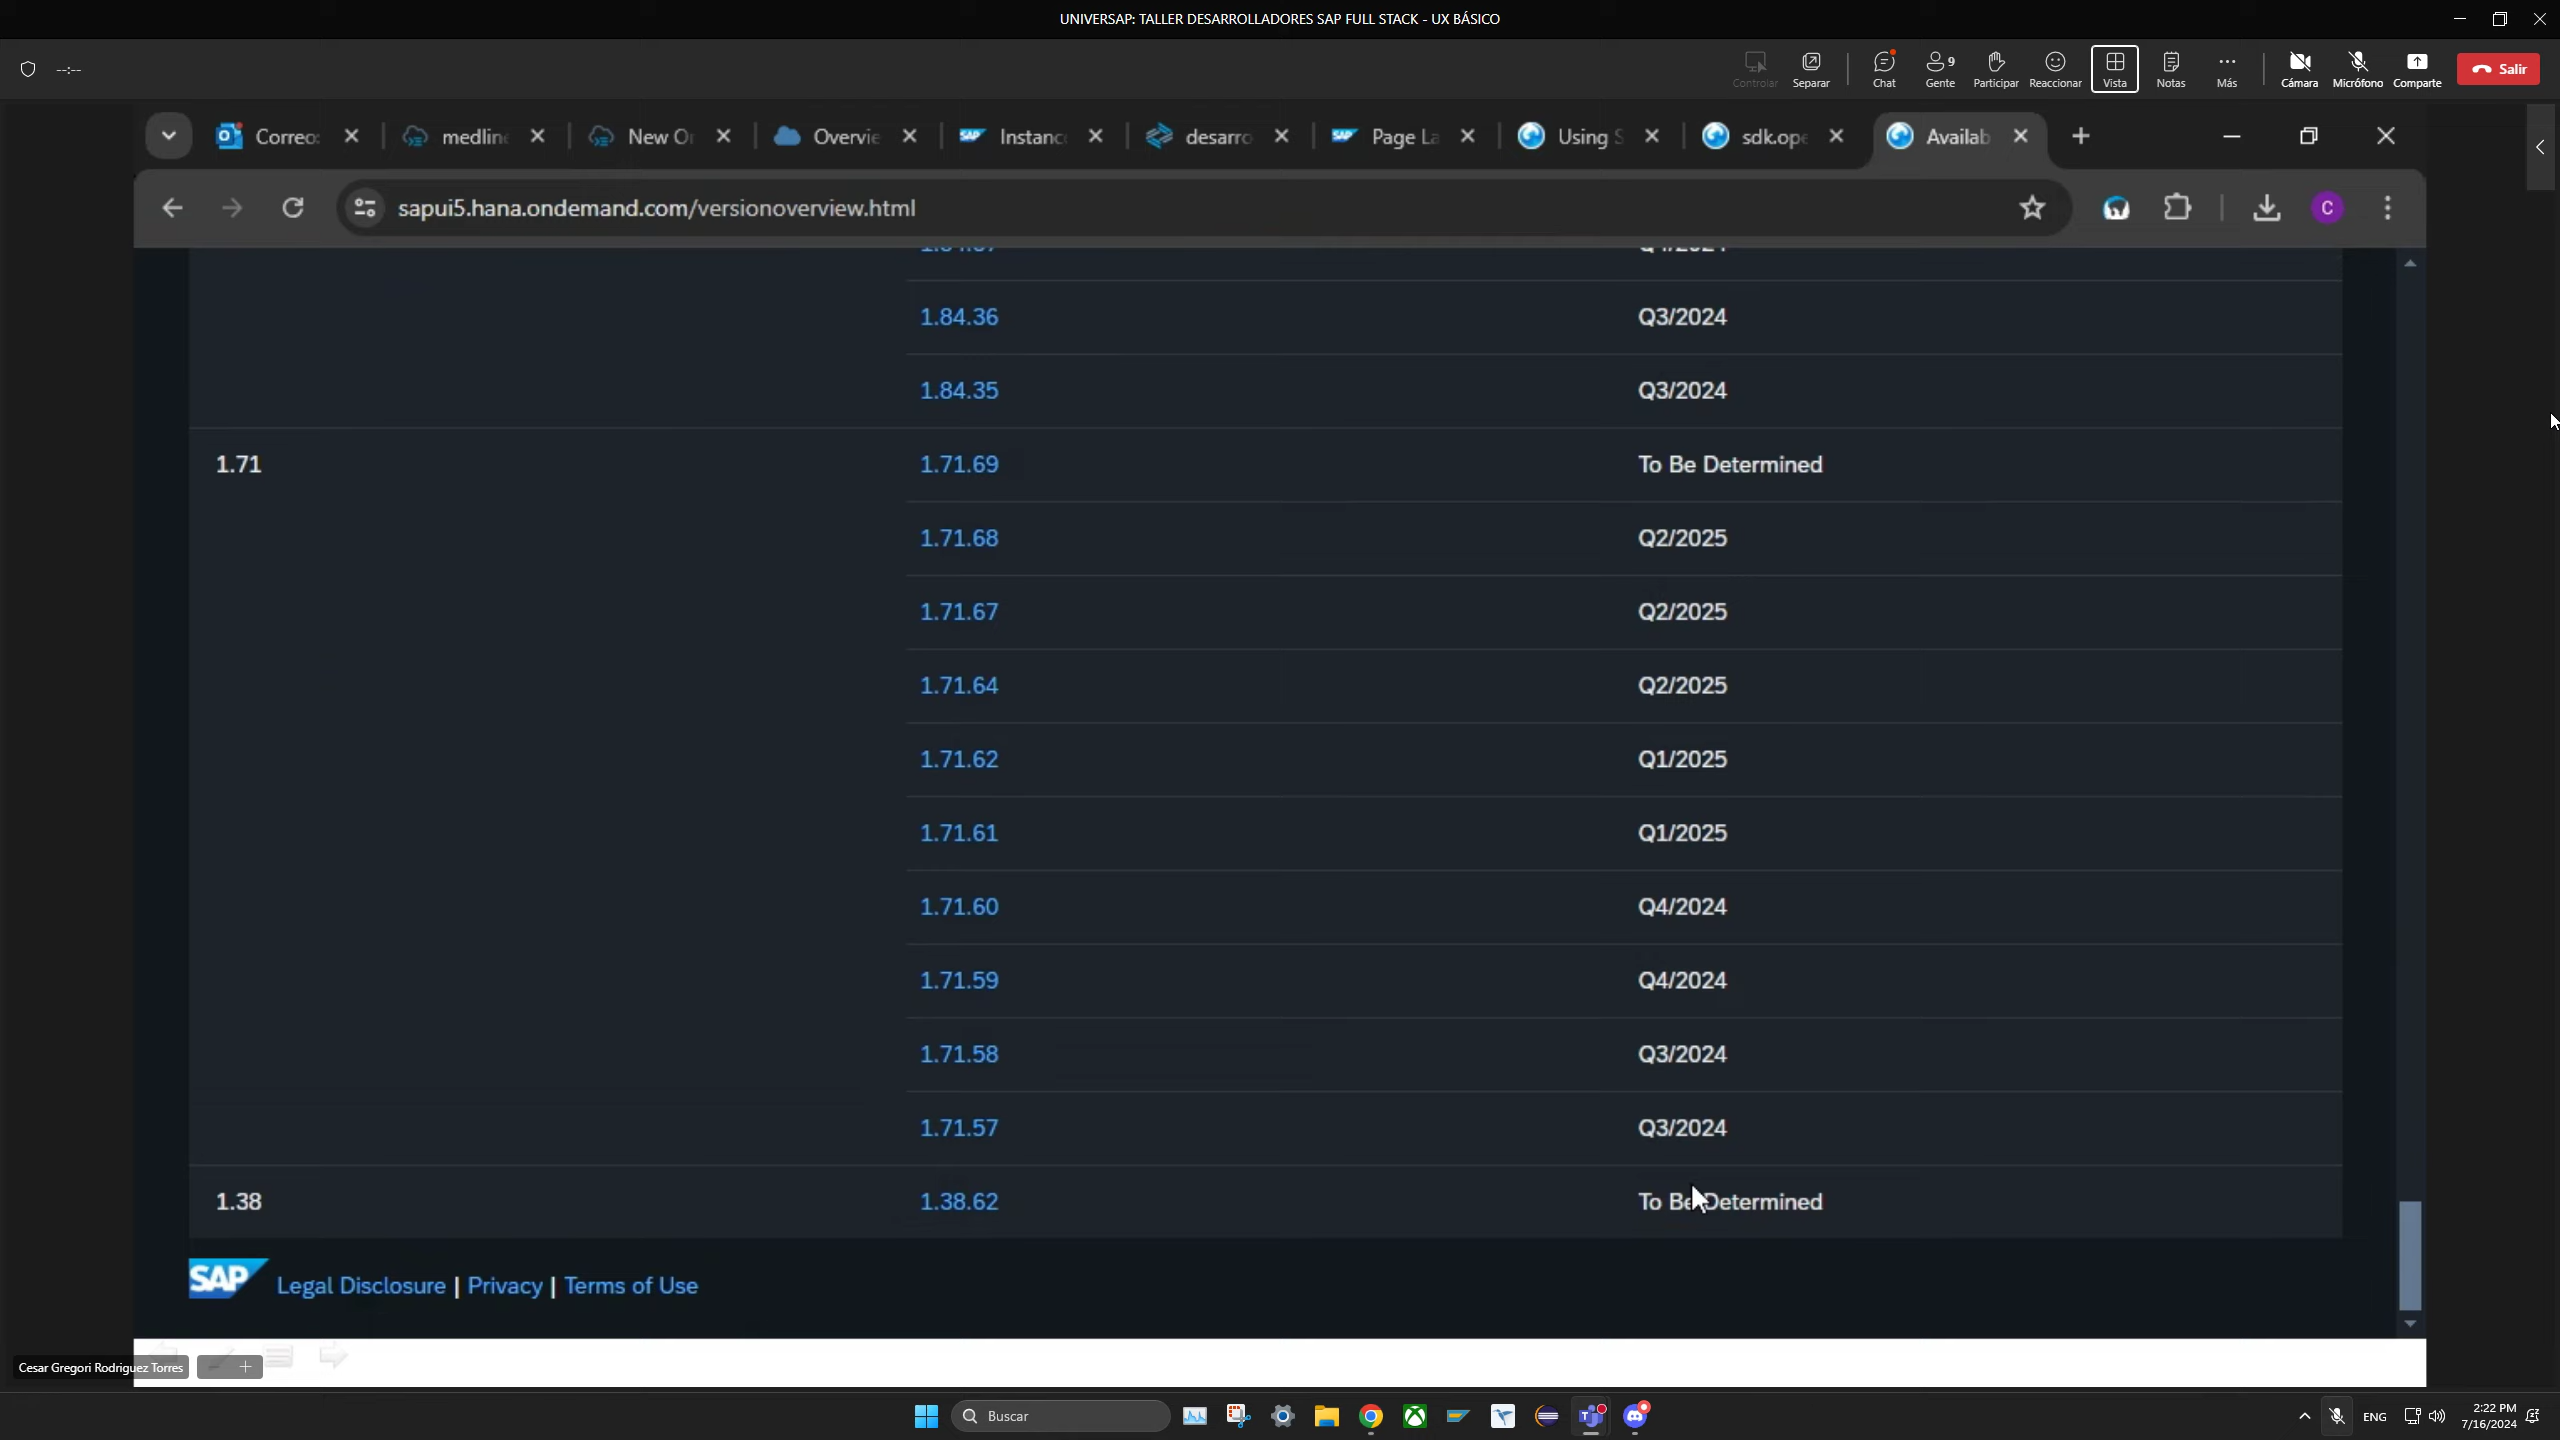 UNIVERSAP: TALLER DESARROLLADORES SAP FULL STACK - UX BÁSICO
--:--
Controlar
Separar
Chat
9
Gente
Participar
Reaccionar
Vista
Notas
Más
Cámara
Micrófono
Comparte
Salir
Correo:
medline
New Or
Overvie
Instanc
desarro
Page La
Using S
sdk.ope
Availab
sapui5.hana.ondemand.com/versionoverview.html
C
1.84.36 Q3/2024
1.84.35 Q3/2024
1.71 1.71.69 To Be Determined
1.71.68 Q2/2025
1.71.67 Q2/2025
1.71.64 Q2/2025
1.71.62 Q1/2025
1.71.61 Q1/2025
1.71.60 Q4/2024
1.71.59 Q4/2024
1.71.58 Q3/2024
1.71.57 Q3/2024
1.38 1.38.62 To Be Determined
SAP Legal Disclosure | Privacy | Terms of Use
Cesar Gregori Rodriguez Torres
Buscar
ENG
2:22 PM
7/16/2024